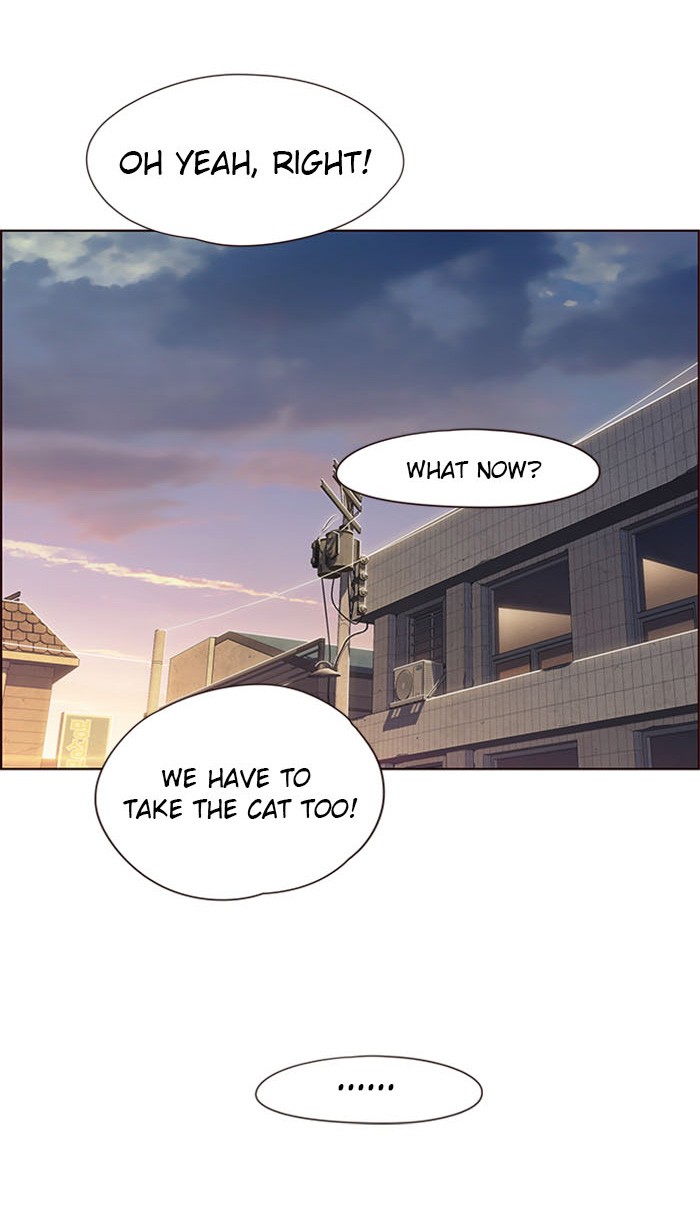 OH YEAH, RIGHT!
WHAT NOW?
WE HAVE TO
TAKE THE CAT TOO!
......